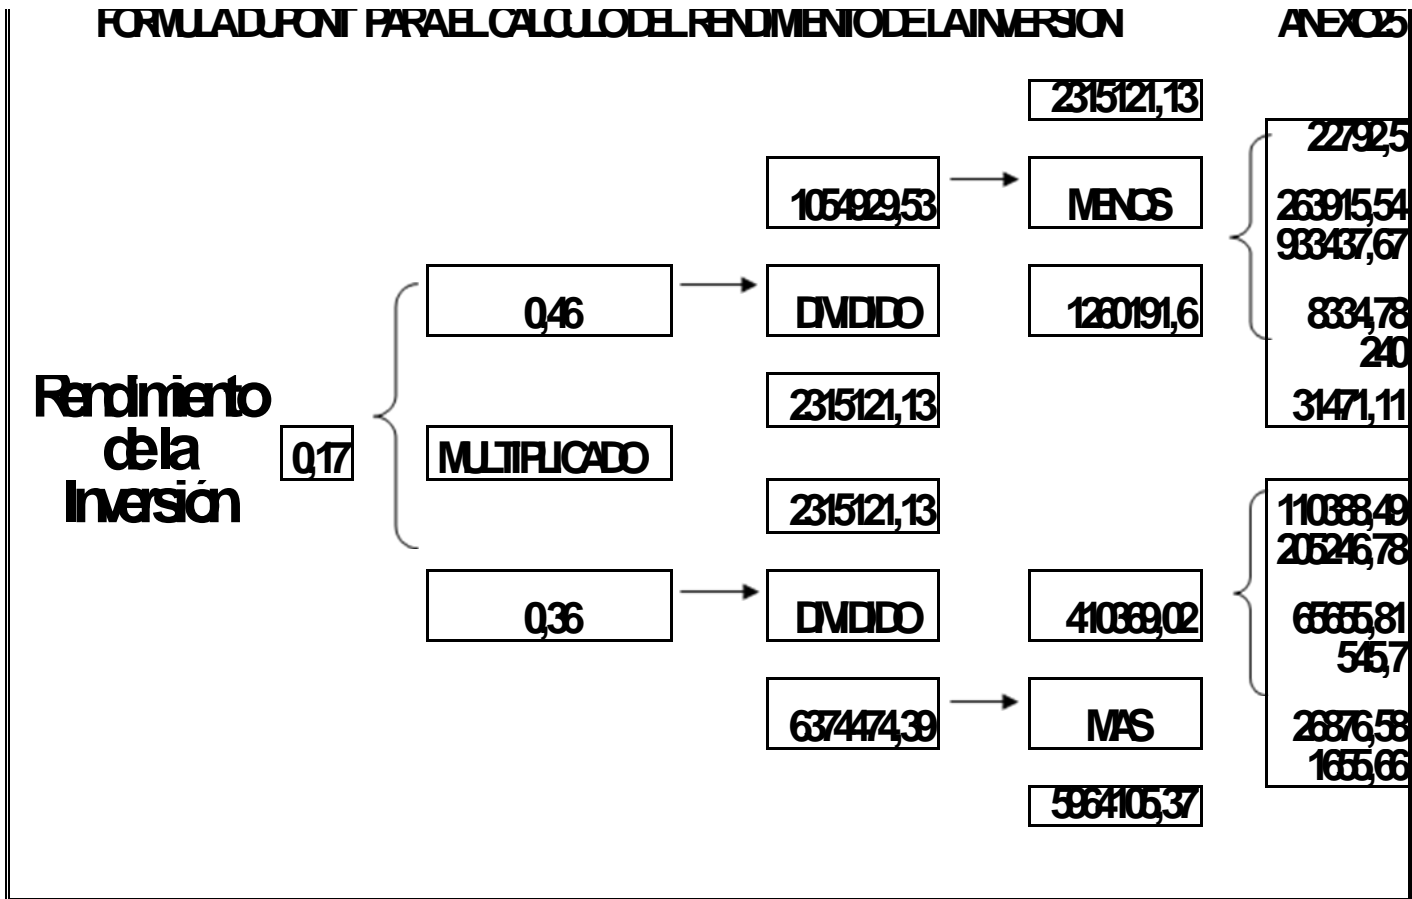 FORMULA DUPONT PARA EL CALCULO DEL RENDIMIENTO DE LA INVERSION ANEXO 25
2315121,13
22792,5
1054929,53
MENOS
263915,54
933437,67
0,46
DIVIDIDO
1260191,6
8334,78
240
2315121,13
31471,11
Rendimiento
de la
Inversión
0,17
MULTIPLICADO
2315121,13
110388,49
205246,78
0,36
DIVIDIDO
410369,02
65655,81
545,7
6374474,39
MAS
26876,58
1655,66
5964105,37